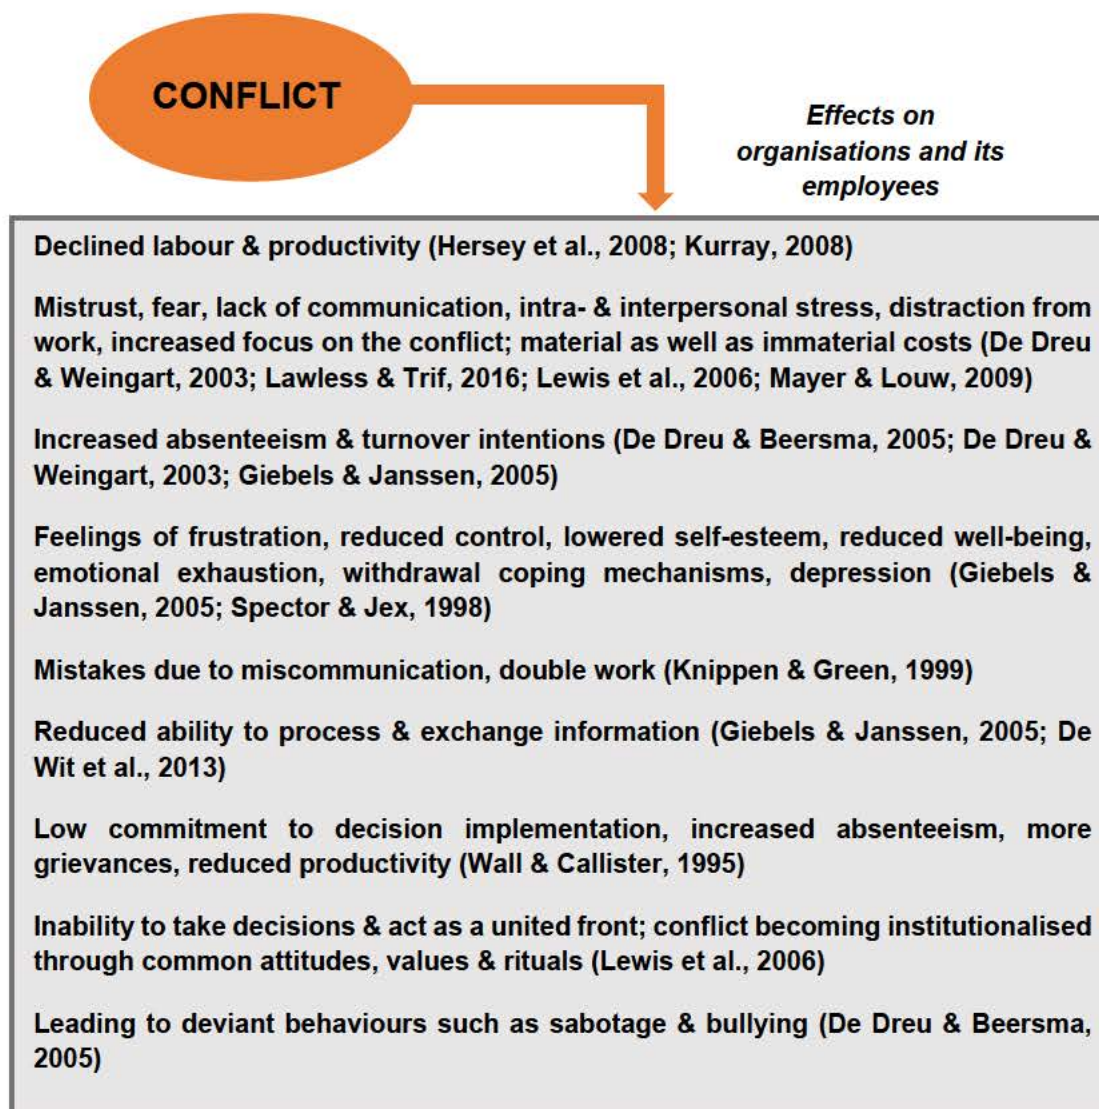 CONFLICT
Effects on
organisations and its
employees
Declined labour & productivity (Hersey et al., 2008; Kurray, 2008)
Mistrust, fear, lack of communication, intra- & interpersonal stress, distraction from
work, increased focus on the conflict; material as well as immaterial costs (De Dreu
& Weingart, 2003; Lawless & Trif, 2016; Lewis et al., 2006; Mayer & Louw, 2009)
Increased absenteeism & turnover intentions (De Dreu & Beersma, 2005; De Dreu &
Weingart, 2003; Giebels & Janssen, 2005)
Feelings of frustration, reduced control, lowered self-esteem, reduced well-being,
emotional exhaustion, withdrawal coping mechanisms, depression (Giebels &
Janssen, 2005; Spector & Jex, 1998)
Mistakes due to miscommunication, double work (Knippen & Green, 1999)
Reduced ability to process & exchange information (Giebels & Janssen, 2005; De
Wit et al., 2013)
Low commitment to decision implementation, increased absenteeism, more
grievances, reduced productivity (Wall & Callister, 1995)
Inability to take decisions & act as a united front; conflict becoming institutionalised
through common attitudes, values & rituals (Lewis et al., 2006)
Leading to deviant behaviours such as sabotage & bullying (De Dreu & Beersma,
2005)